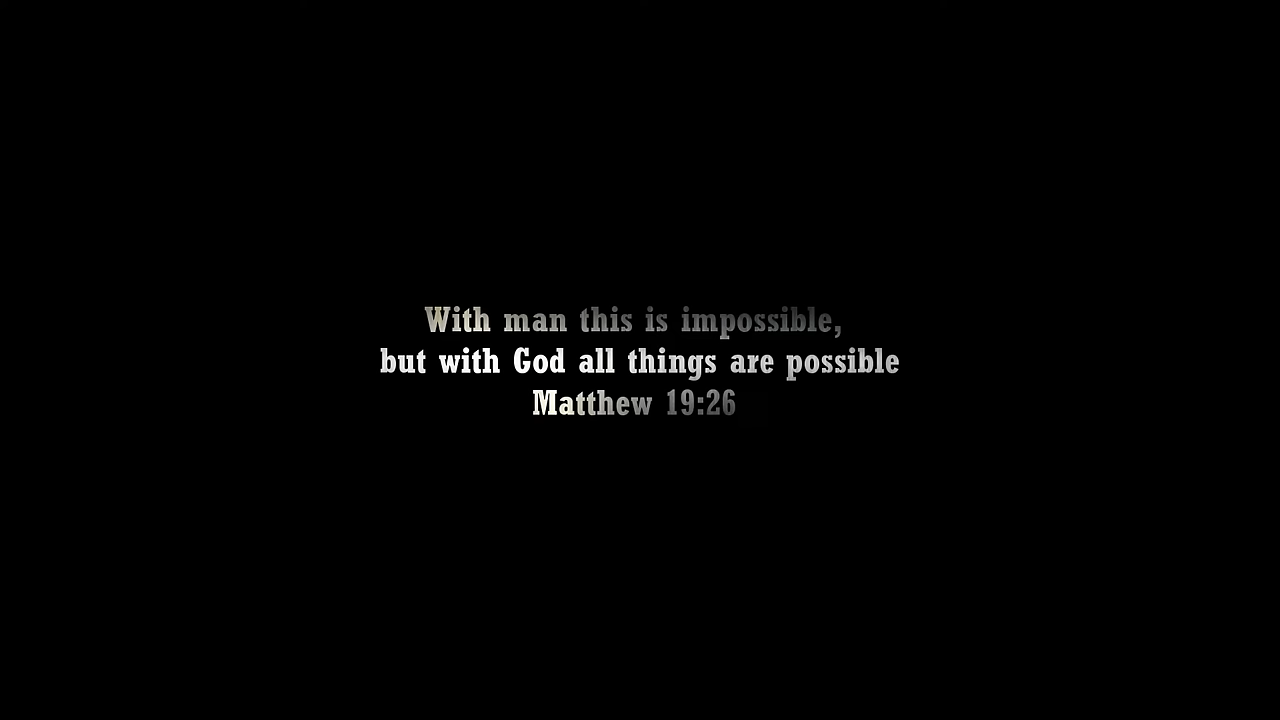 With man this is impossible,
but with God all things are possible
Matthew 19:26